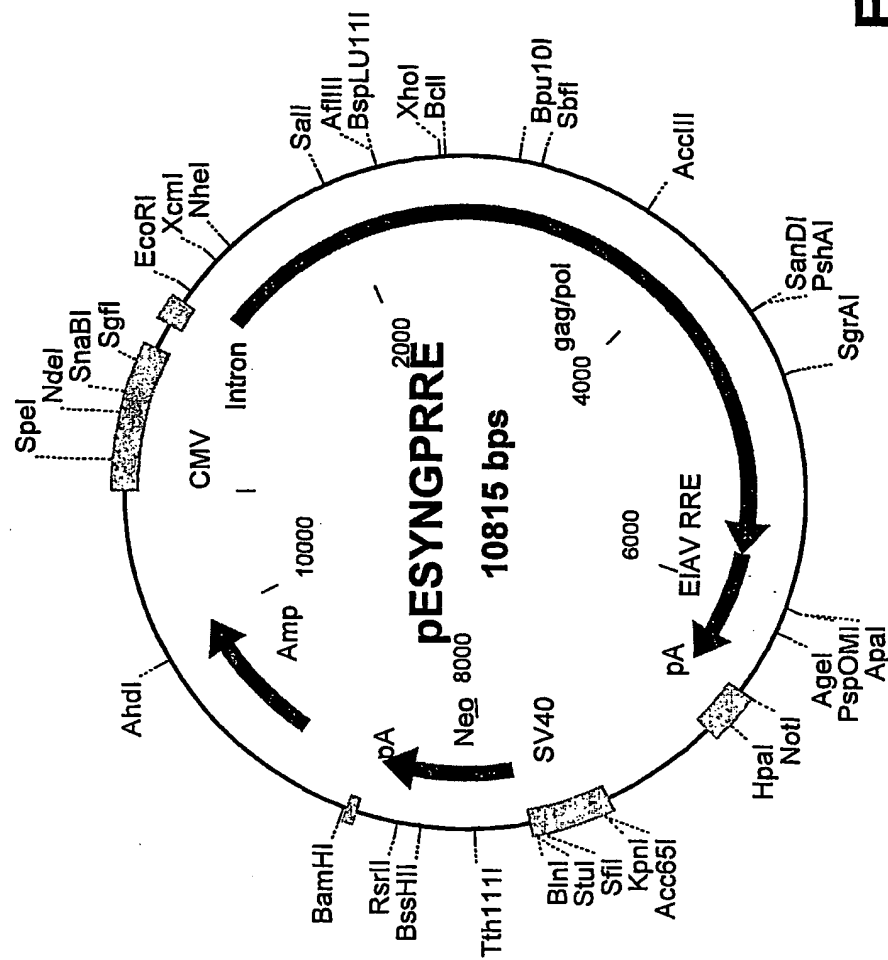 pESYNGPRRE
10815 bps
SpeI
NdeI
SnaBI
SgfI
EcoRI
XcmI
NheI
SalI
AflIII
BspLU11I
XhoI
BclI
Bpu10I
SbfI
AccIII
SanDI
PshAI
SgrAI
ApaI
PspOMI
AgeI
NotI
HpaI
Acc65I
KpnI
SfiI
StuI
BlnI
Tth111I
BssHII
RsrII
BamHI
AhdI
CMV
Intron
gag/pol
EIAV RRE
pA
SV40
Neo
pA
Amp
2000
4000
6000
8000
10000